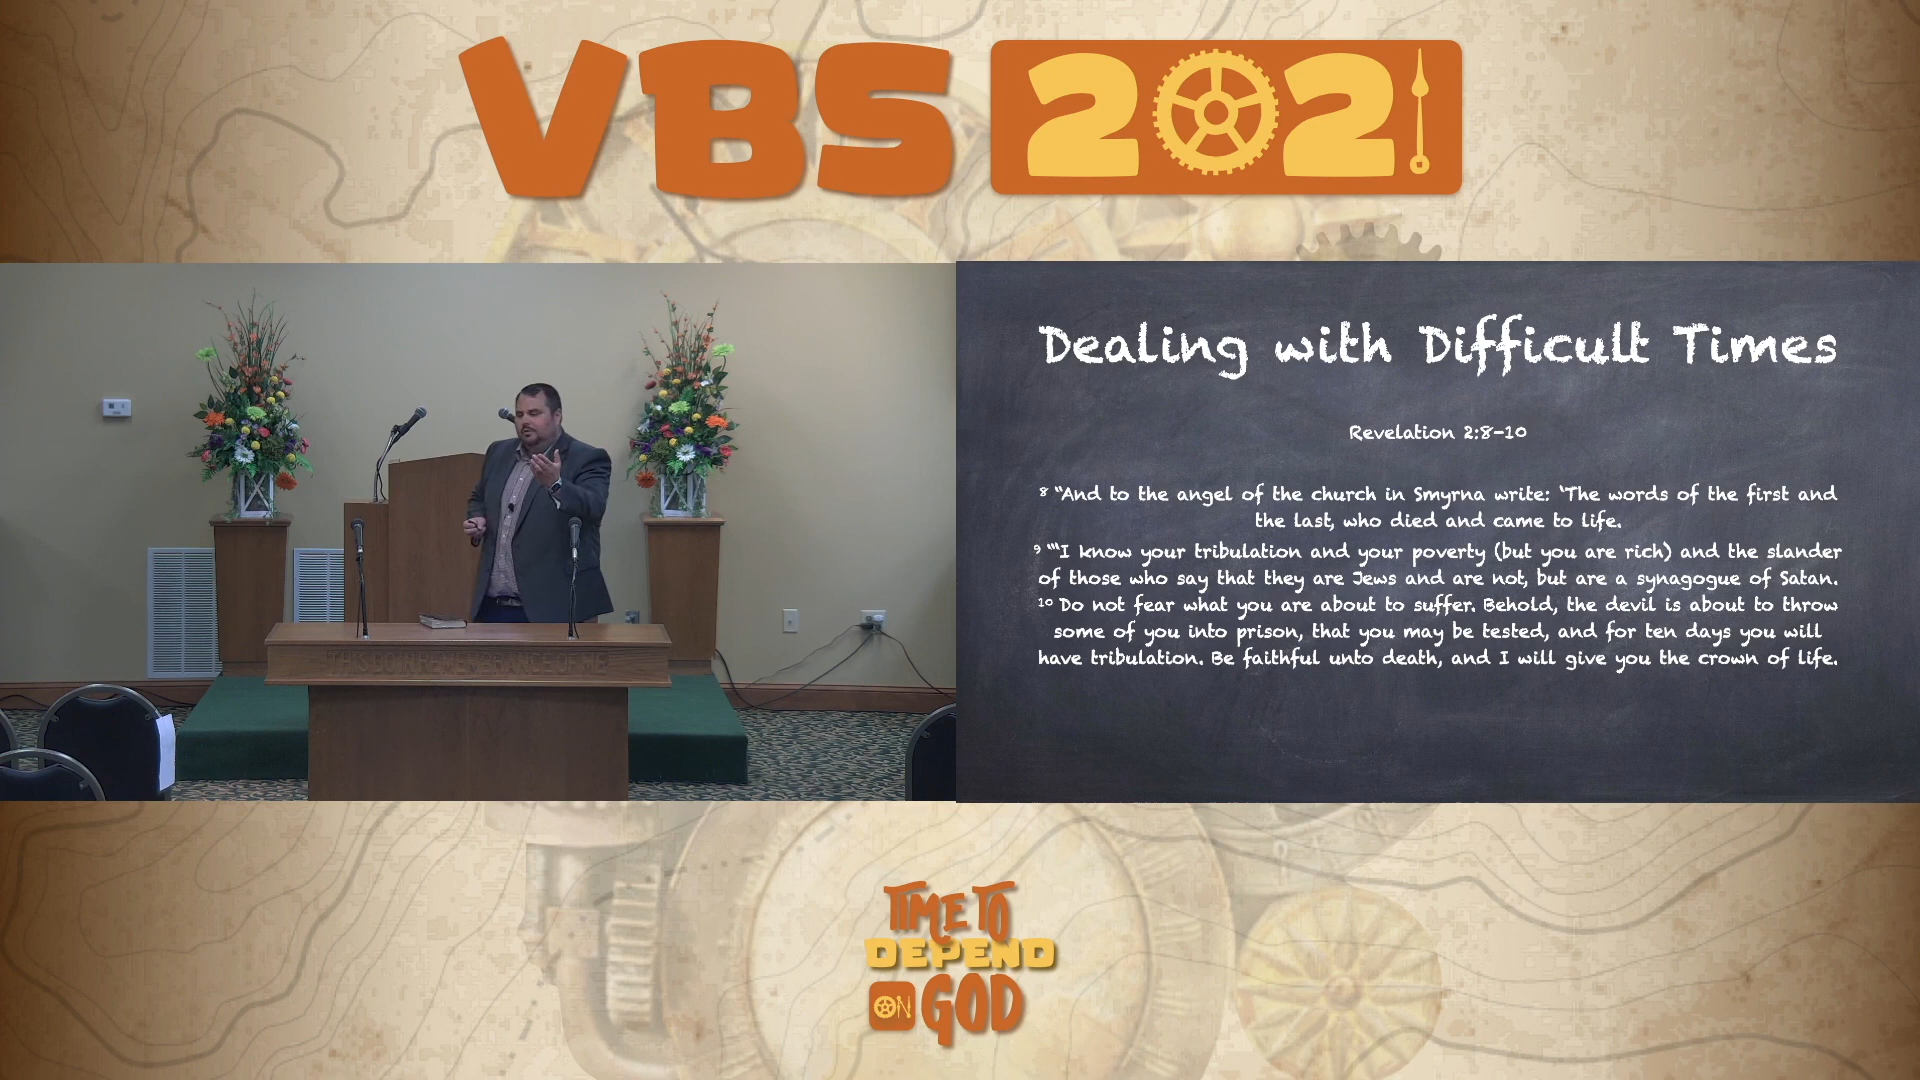 VBS 2021
Dealing with Difficult Times
Revelation 2:8-10
8 “And to the angel of the church in Smyrna write: ‘The words of the first and
the last, who died and came to life.
9 “‘I know your tribulation and your poverty (but you are rich) and the slander
of those who say that they are Jews and are not, but are a synagogue of Satan.
10 Do not fear what you are about to suffer. Behold, the devil is about to throw
some of you into prison, that you may be tested, and for ten days you will
have tribulation. Be faithful unto death, and I will give you the crown of life.
THIS DO IN REMEMBRANCE OF ME
TIME TO
DEPEND
ON GOD